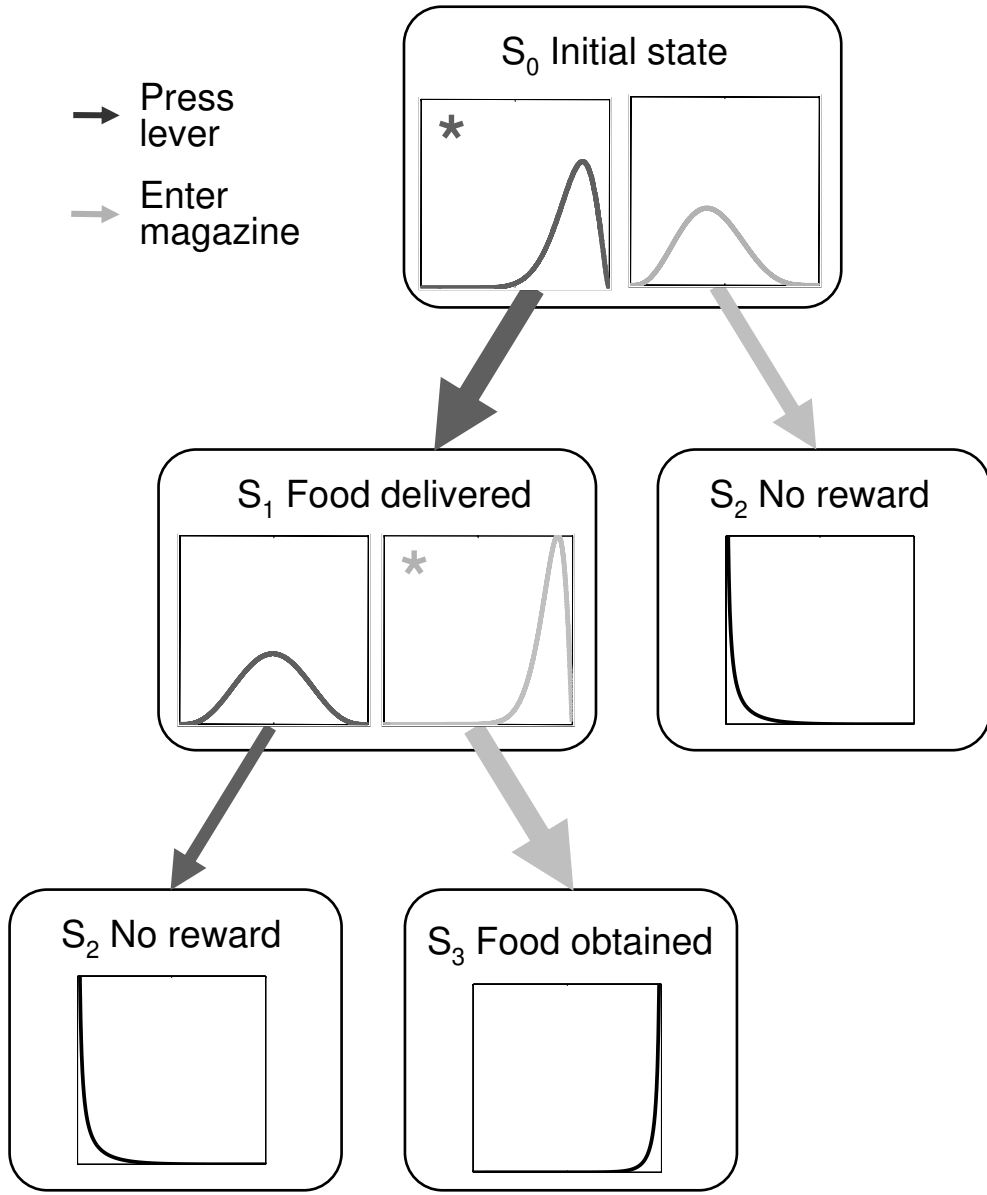 S₀ Initial state
Press
lever
*
Enter
magazine
S₁ Food delivered
*
S₂ No reward
S₂ No reward
S₃ Food obtained